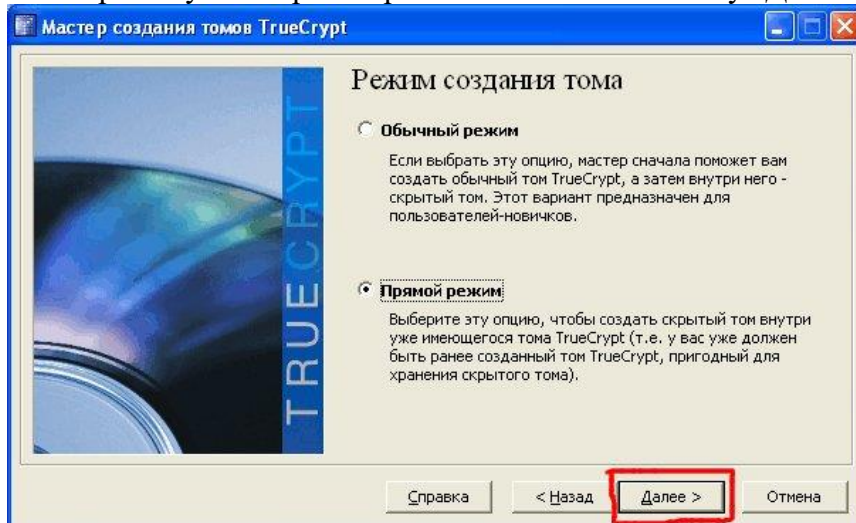 Мастер создания томов TrueCrypt
TRUECRYPT
Режим создания тома
Обычный режим
Если выбрать эту опцию, мастер сначала поможет вам
создать обычный том TrueCrypt, а затем внутри него -
скрытый том. Этот вариант предназначен для
пользователей-новичков.
Прямой режим
Выберите эту опцию, чтобы создать скрытый том внутри
уже имеющегося тома TrueCrypt (т.е. у вас уже должен
быть ранее созданный том TrueCrypt, пригодный для
хранения скрытого тома).
Справка
< Назад
Далее >
Отмена